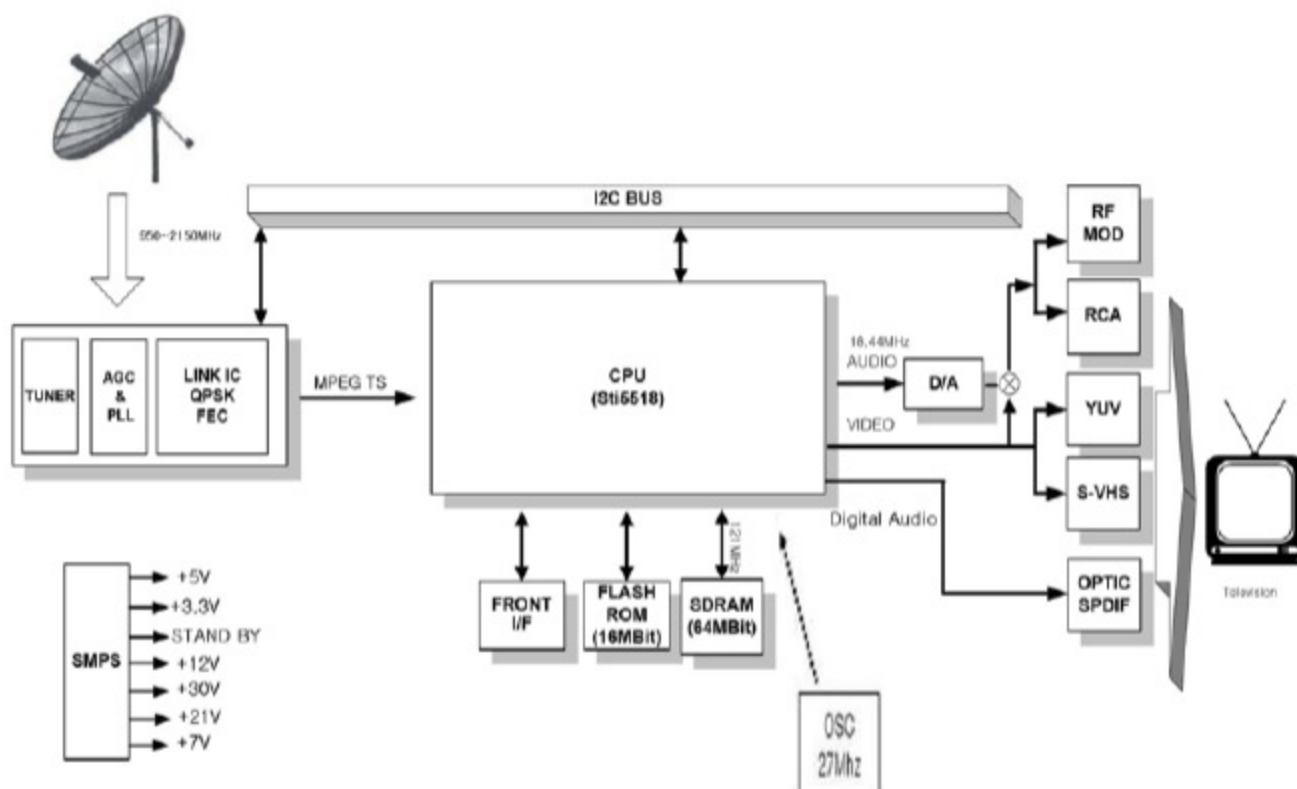 I2C BUS
950~2150MHz
RF
MOD
RCA
TUNER
AGC
&
PLL
LINK IC
QPSK
FEC
MPEG TS
CPU
(Sti5518)
18.44MHz
AUDIO
D/A
VIDEO
YUV
S-VHS
Digital Audio
OPTIC
SPDIF
Television
121MHz
FRONT
I/F
FLASH
ROM
(16MBit)
SDRAM
(64MBit)
OSC
27Mhz
SMPS
+5V
+3.3V
STAND BY
+12V
+30V
+21V
+7V